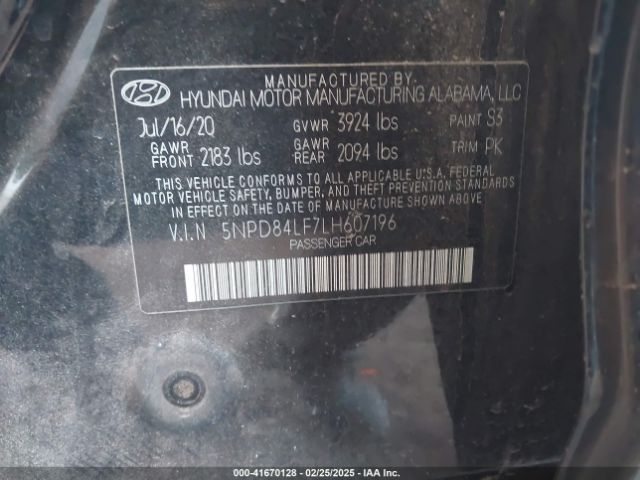 MANUFACTURED BY
HYUNDAI MOTOR MANUFACTURING ALABAMA, LLC
Jul/16/20 GVWR 3924 lbs PAINT S3
GAWR FRONT 2183 lbs GAWR REAR 2094 lbs TRIM PK
THIS VEHICLE CONFORMS TO ALL APPLICABLE U.S.A. FEDERAL
MOTOR VEHICLE SAFETY, BUMPER, AND THEFT PREVENTION STANDARDS
IN EFFECT ON THE DATE OF MANUFACTURE SHOWN ABOVE
V.I.N 5NPD84LF7LH607196
PASSENGER CAR
000-41670128 - 02/25/2025 - IAA Inc.